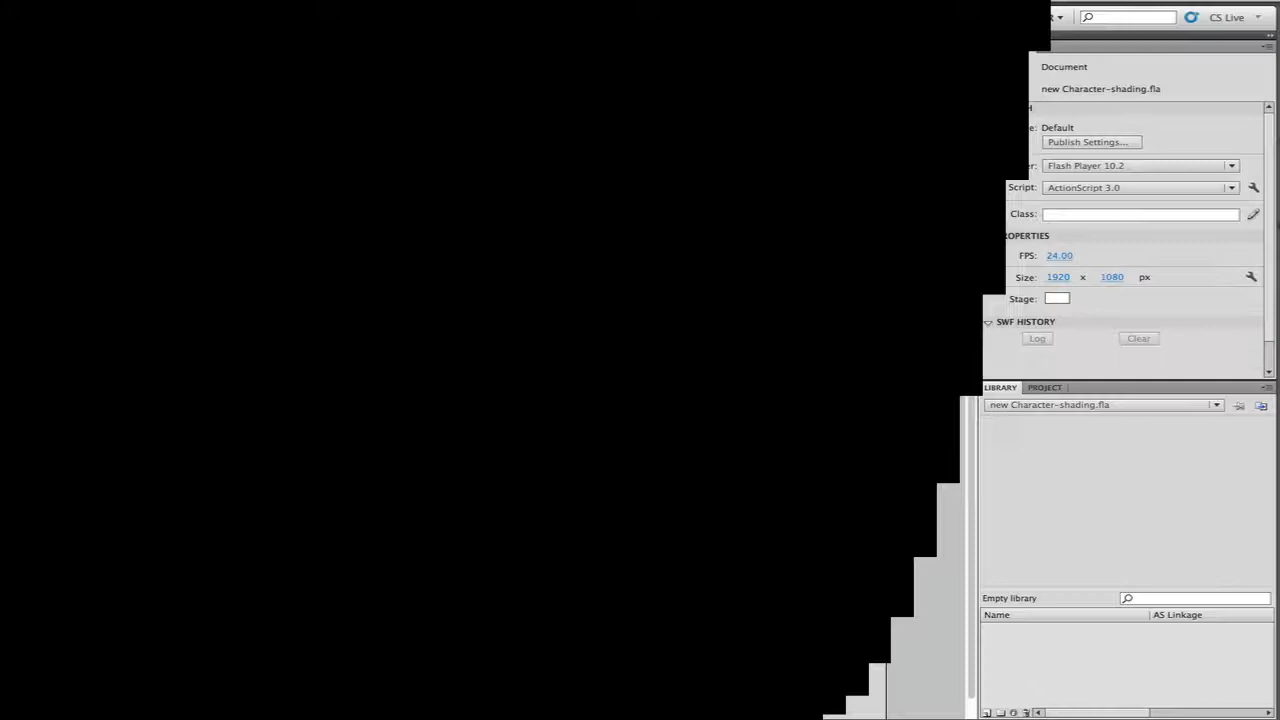 CS Live
Document
new Character-shading.fla
Default
Publish Settings...
Flash Player 10.2
Script: ActionScript 3.0
Class:
FPS: 24.00
Size: 1920 x 1080 px
Stage:
SWF HISTORY
Log Clear
LIBRARY PROJECT
new Character-shading.fla
Empty library
Name AS Linkage